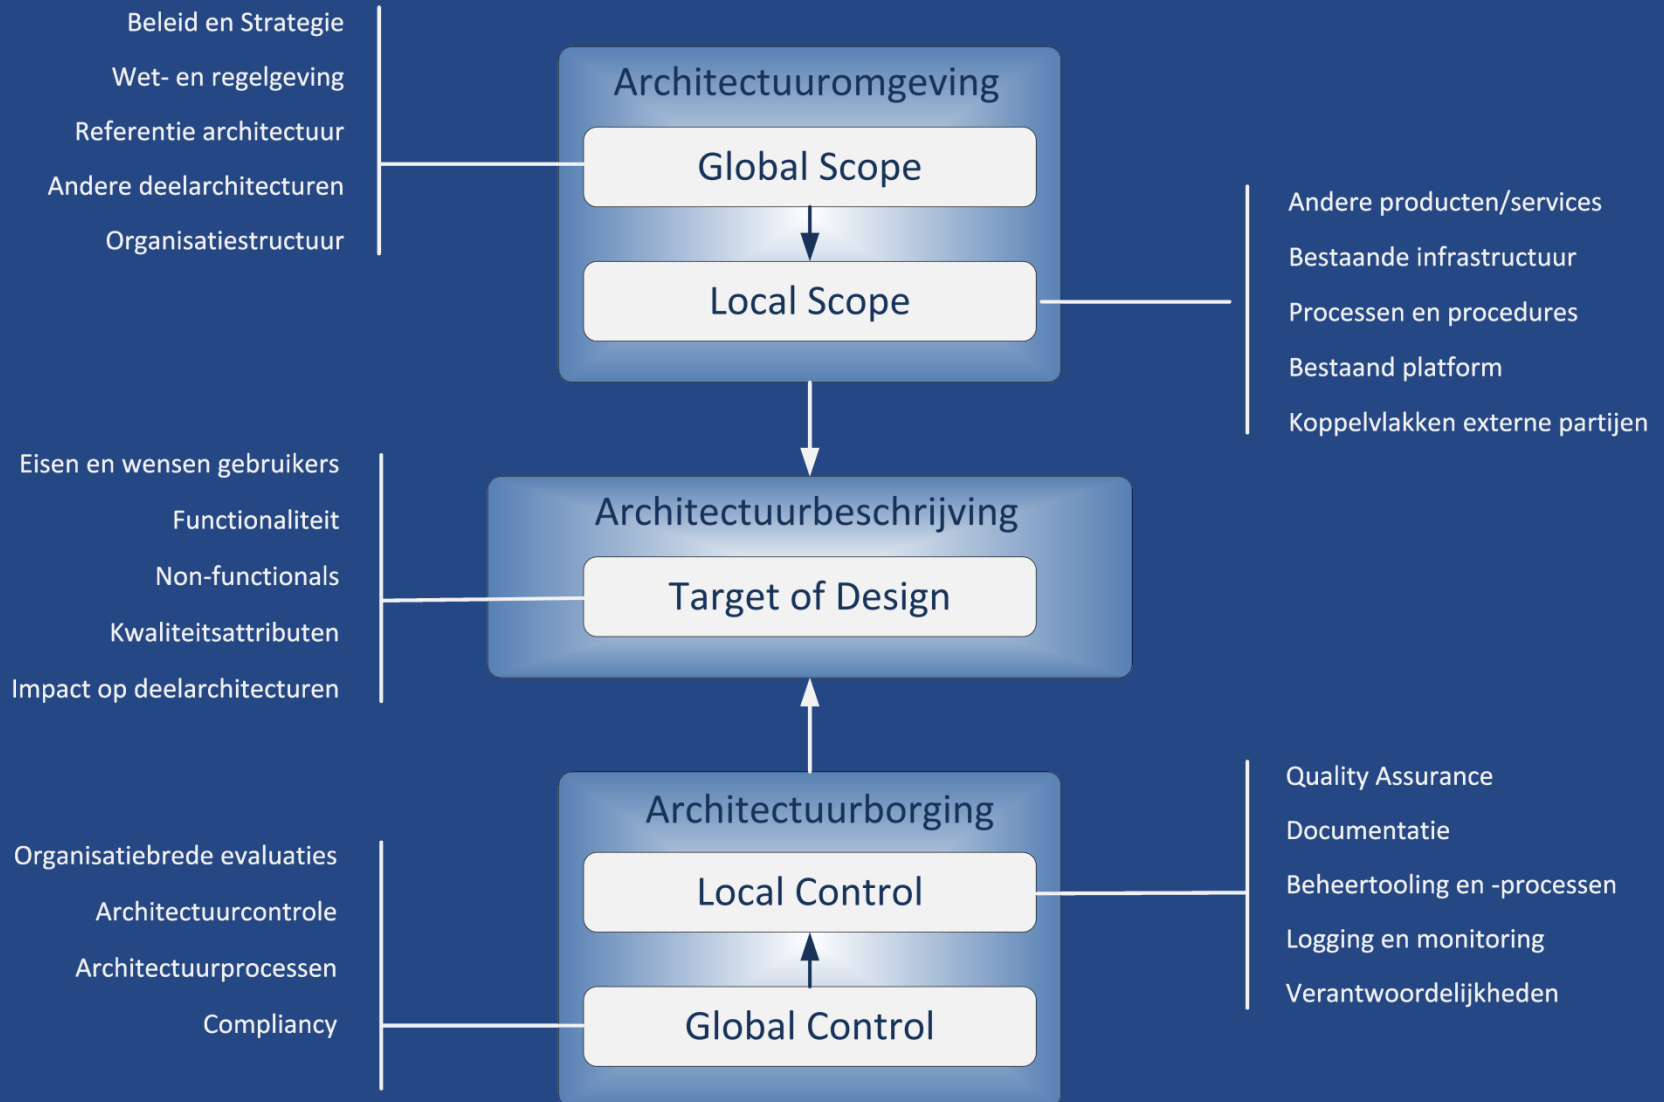 Beleid en Strategie
Wet- en regelgeving
Referentie architectuur
Andere deelarchitecturen
Organisatiestructuur
Architectuuromgeving
Global Scope
Local Scope
Andere producten/services
Bestaande infrastructuur
Processen en procedures
Bestaand platform
Koppelvlakken externe partijen
Eisen en wensen gebruikers
Functionaliteit
Non-functionals
Kwaliteitsattributen
Impact op deelarchitecturen
Architectuurbeschrijving
Target of Design
Architectuurborging
Local Control
Global Control
Quality Assurance
Documentatie
Beheertooling en -processen
Logging en monitoring
Verantwoordelijkheden
Organisatiebrede evaluaties
Architectuurcontrole
Architectuurprocessen
Compliancy